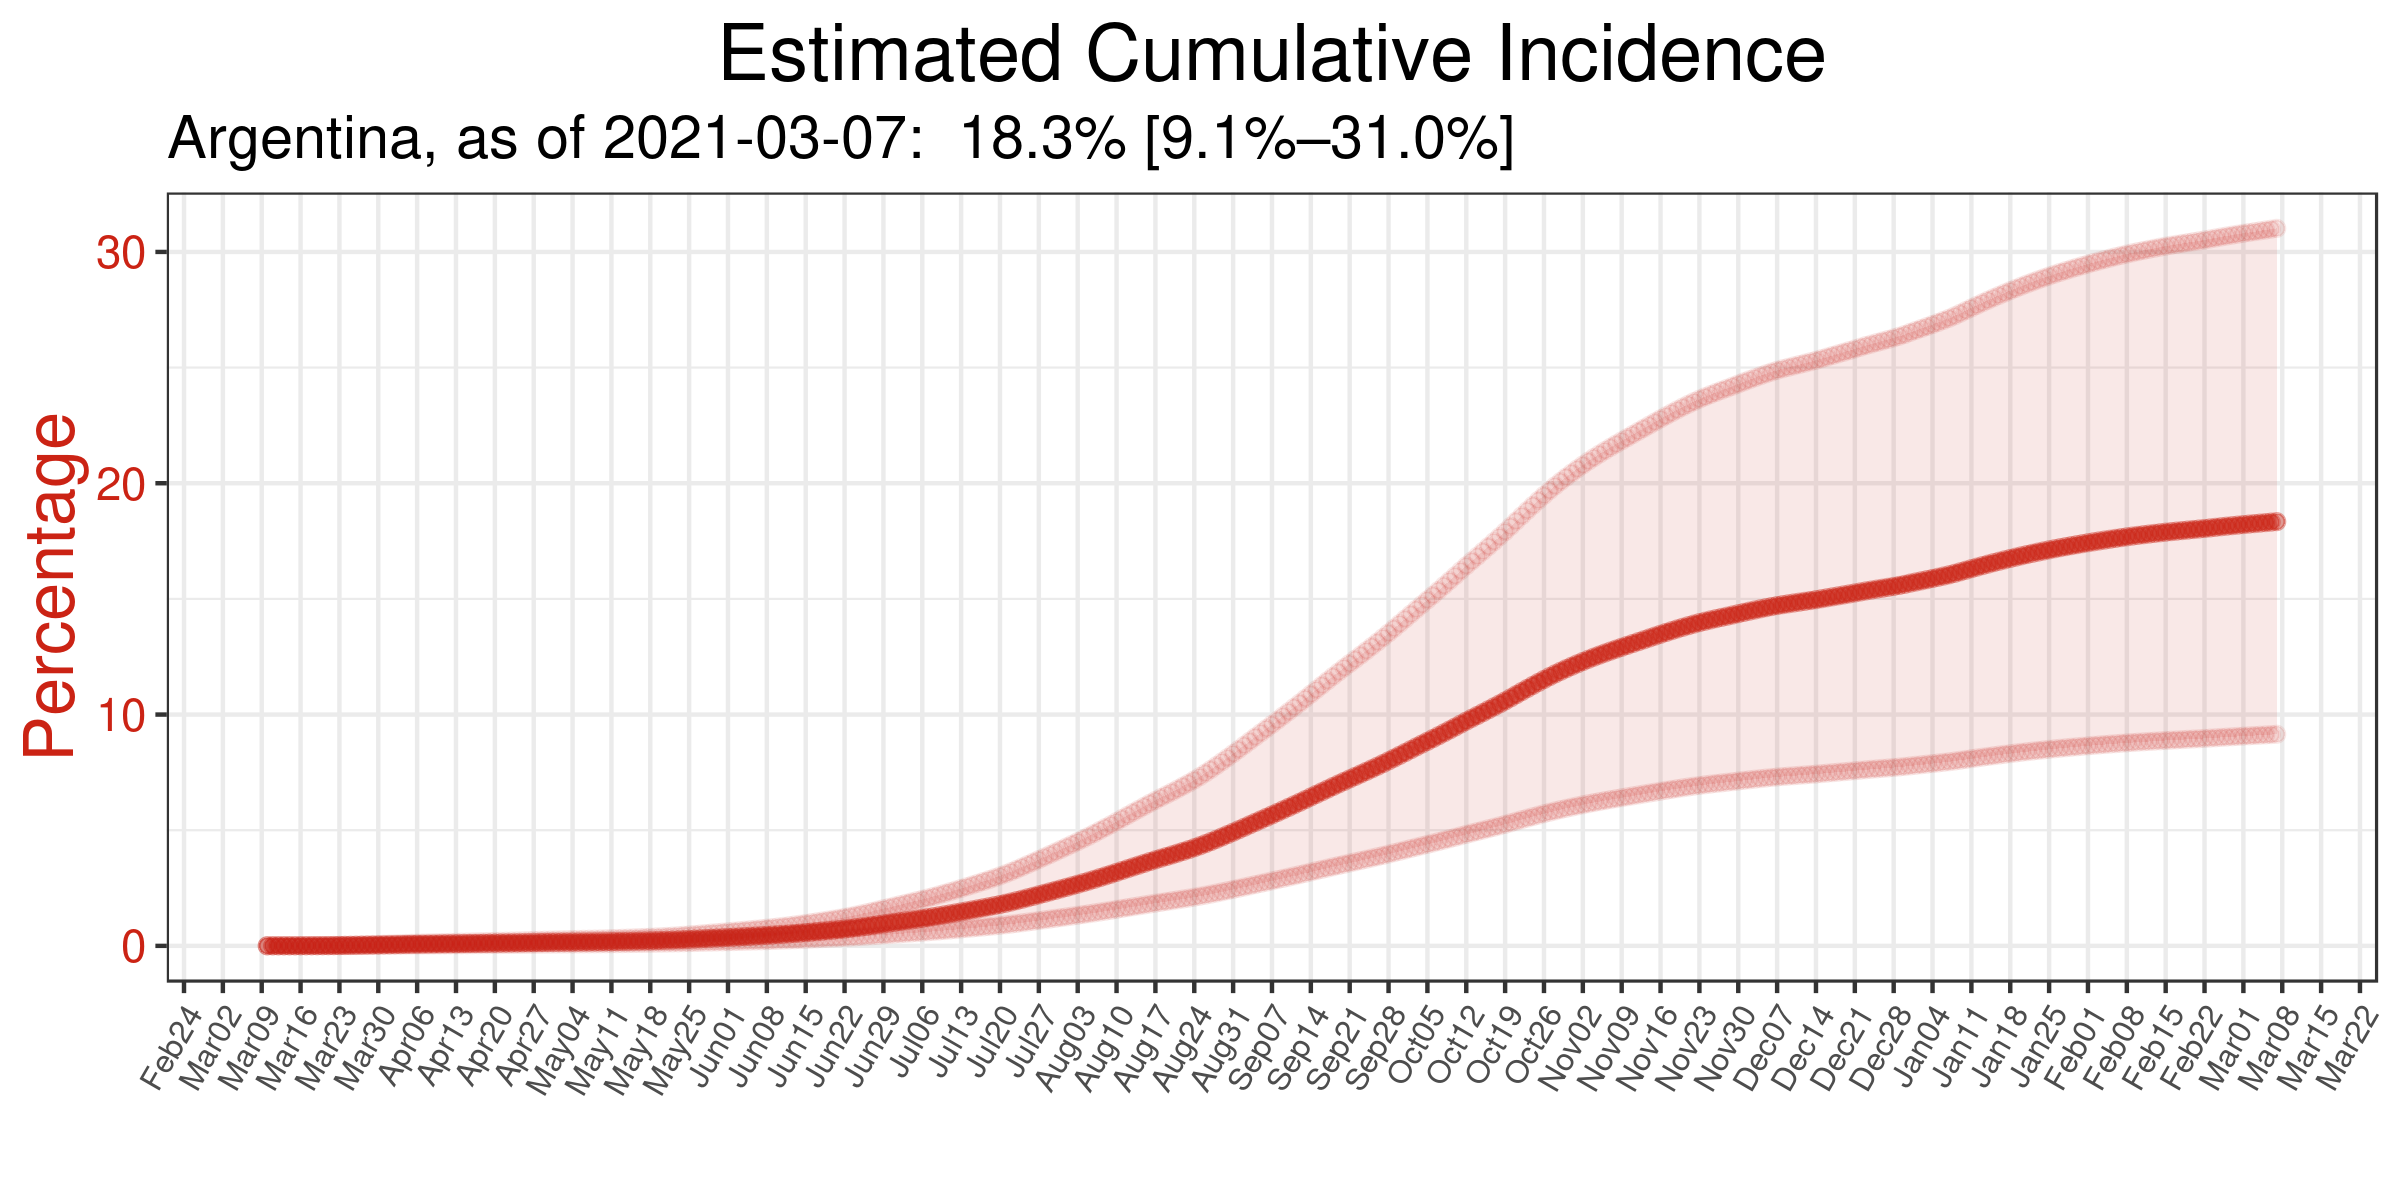 Estimated Cumulative Incidence
Argentina, as of 2021-03-07:  18.3% [9.1%–31.0%]
Percentage
30
20
10
0
Feb24
Mar02
Mar09
Mar16
Mar23
Mar30
Apr06
Apr13
Apr20
Apr27
May04
May11
May18
May25
Jun01
Jun08
Jun15
Jun22
Jun29
Jul06
Jul13
Jul20
Jul27
Aug03
Aug10
Aug17
Aug24
Aug31
Sep07
Sep14
Sep21
Sep28
Oct05
Oct12
Oct19
Oct26
Nov02
Nov09
Nov16
Nov23
Nov30
Dec07
Dec14
Dec21
Dec28
Jan04
Jan11
Jan18
Jan25
Feb01
Feb08
Feb15
Feb22
Mar01
Mar08
Mar15
Mar22